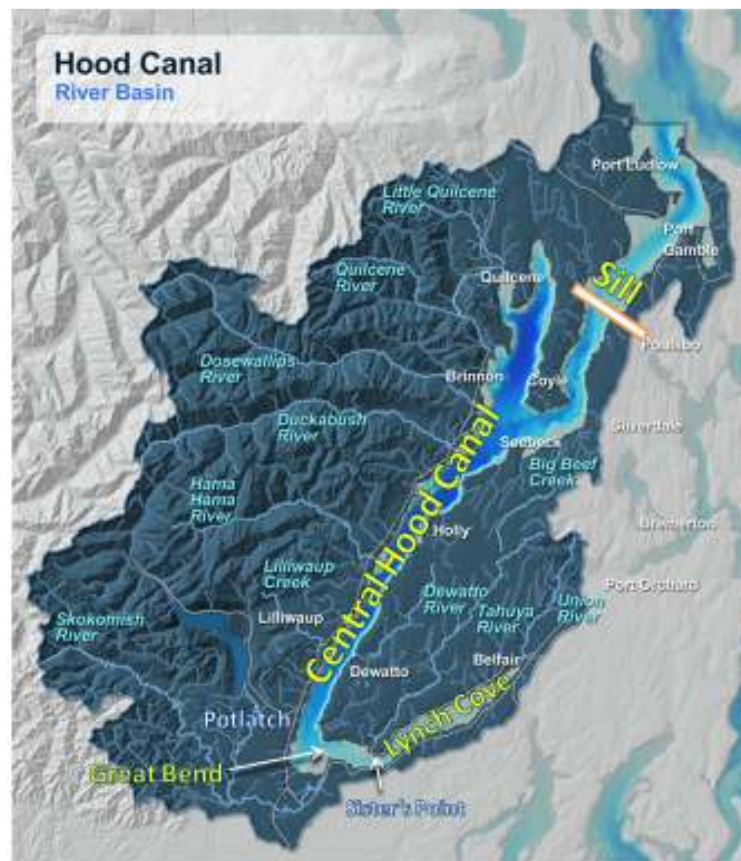 Hood Canal
River Basin
Port Ludlow
Little Quilcene
River
Port
Gamble
Quilcene
River
Quilcene
Sill
Poulsbo
Dosewallips
River
Brinnon
Coyle
Duckabush
River
Silverdale
Seebeck
Big Beef
Creek
Hama
Hama
River
Central Hood Canal
Holly
Bremerton
Lilliwaup
Creek
Dewatto
River
Port Orchard
Tahuya
River
Union
River
Lilliwaup
Skokomish
River
Belfair
Dewatto
Potlatch
Lynch Cove
Great Bend
Sister's Point